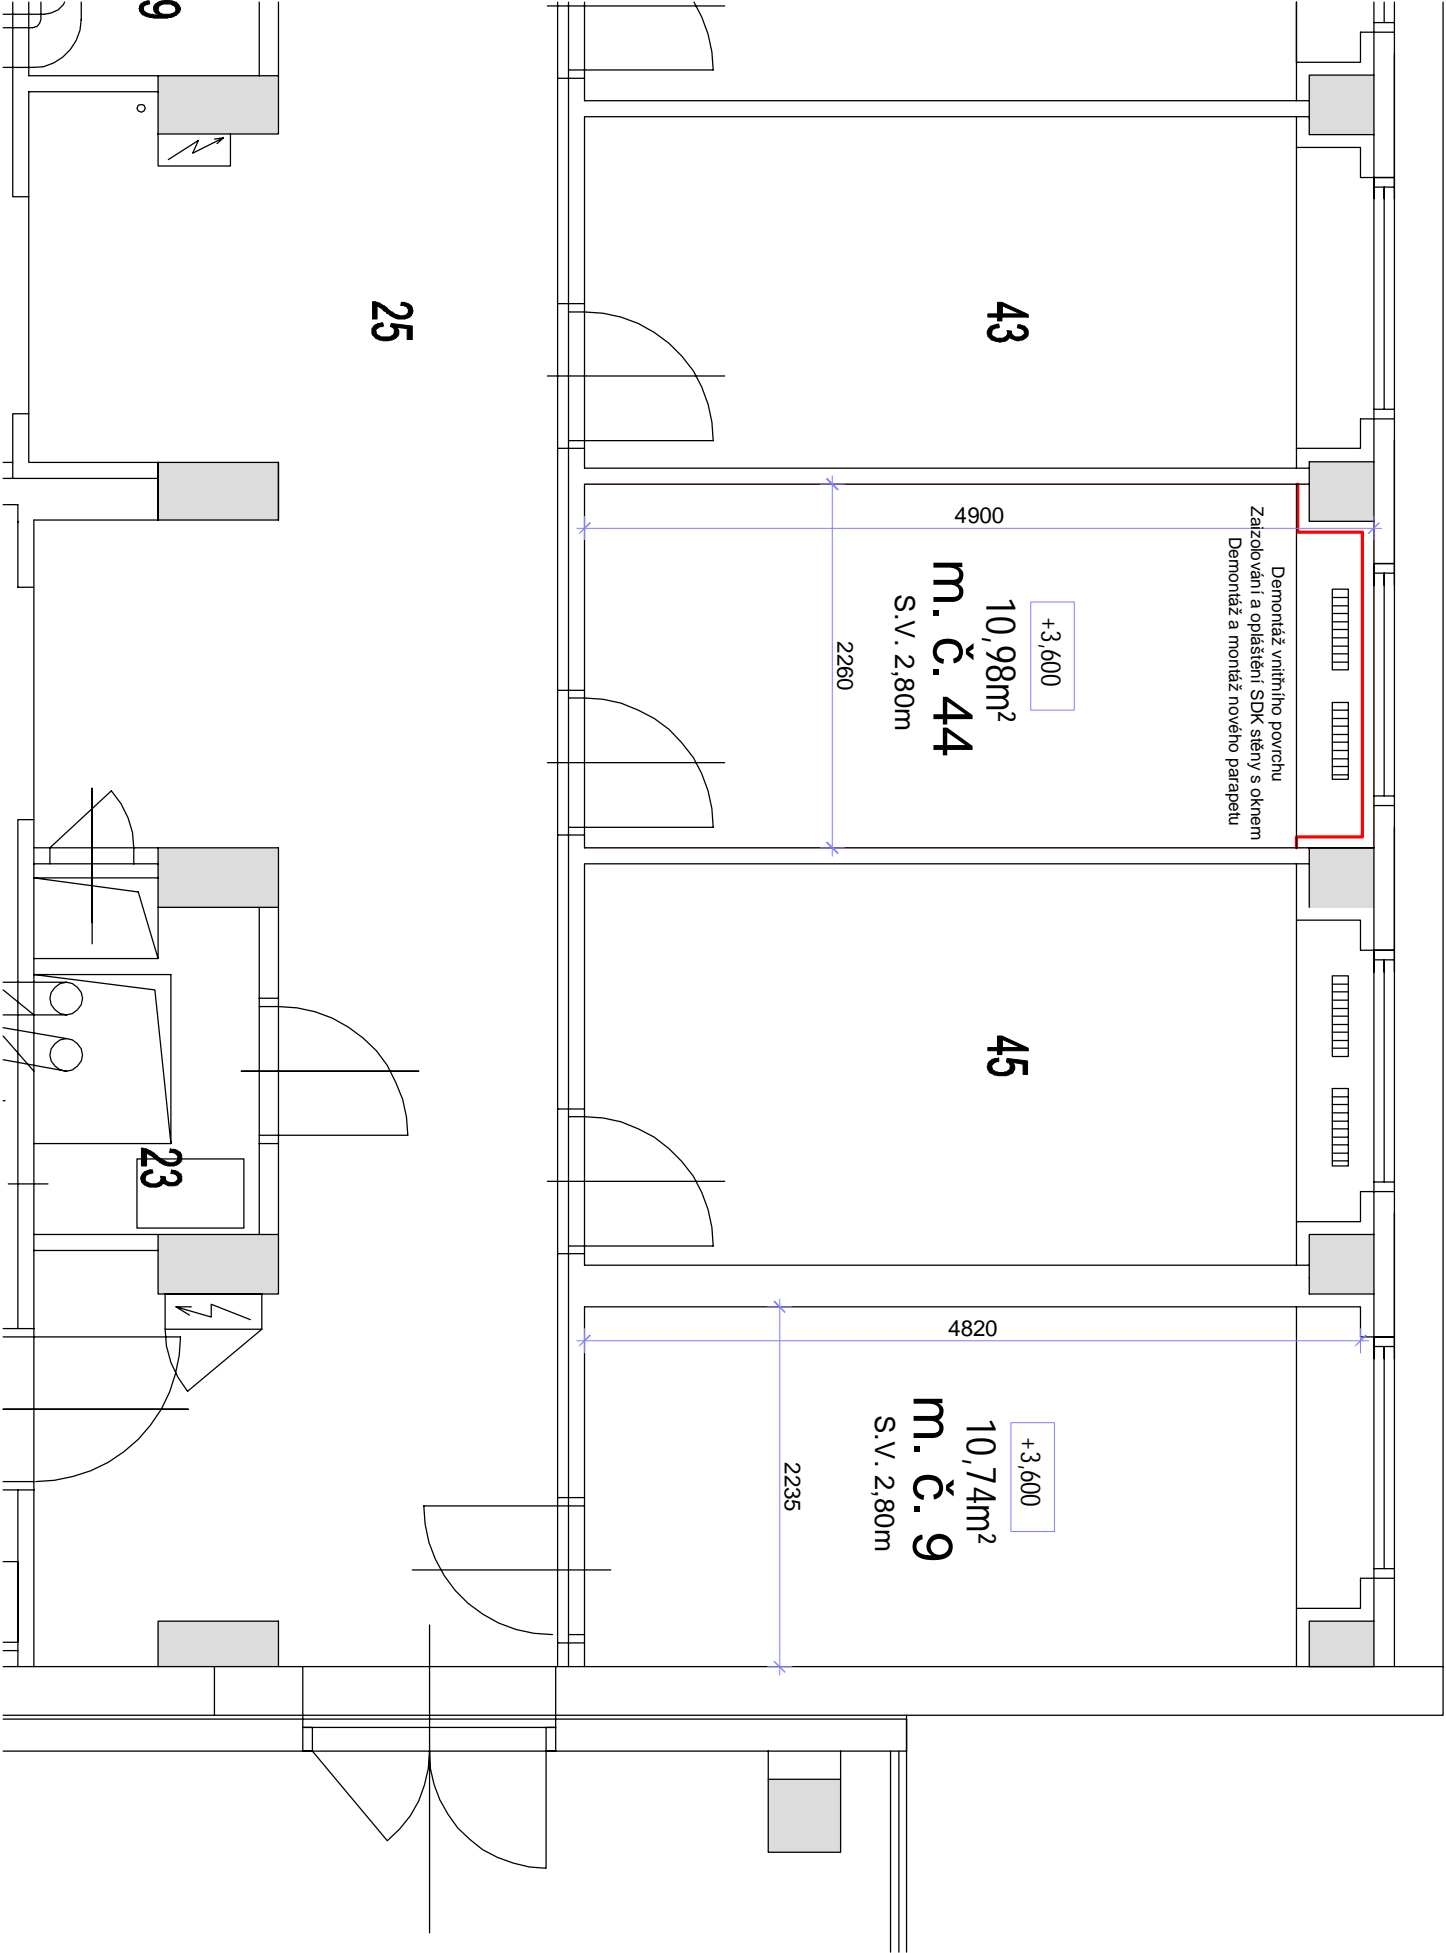 9
25
43
4900
2260
+3,600
10,98m²
m. č. 44
S.V. 2,80m
Demontáž vnitřního povrchu
Zaizolování a opláštění SDK stěny s oknem
Demontáž a montáž nového parapetu
45
23
4820
2235
+3,600
10,74m²
m. č. 9
S.V. 2,80m